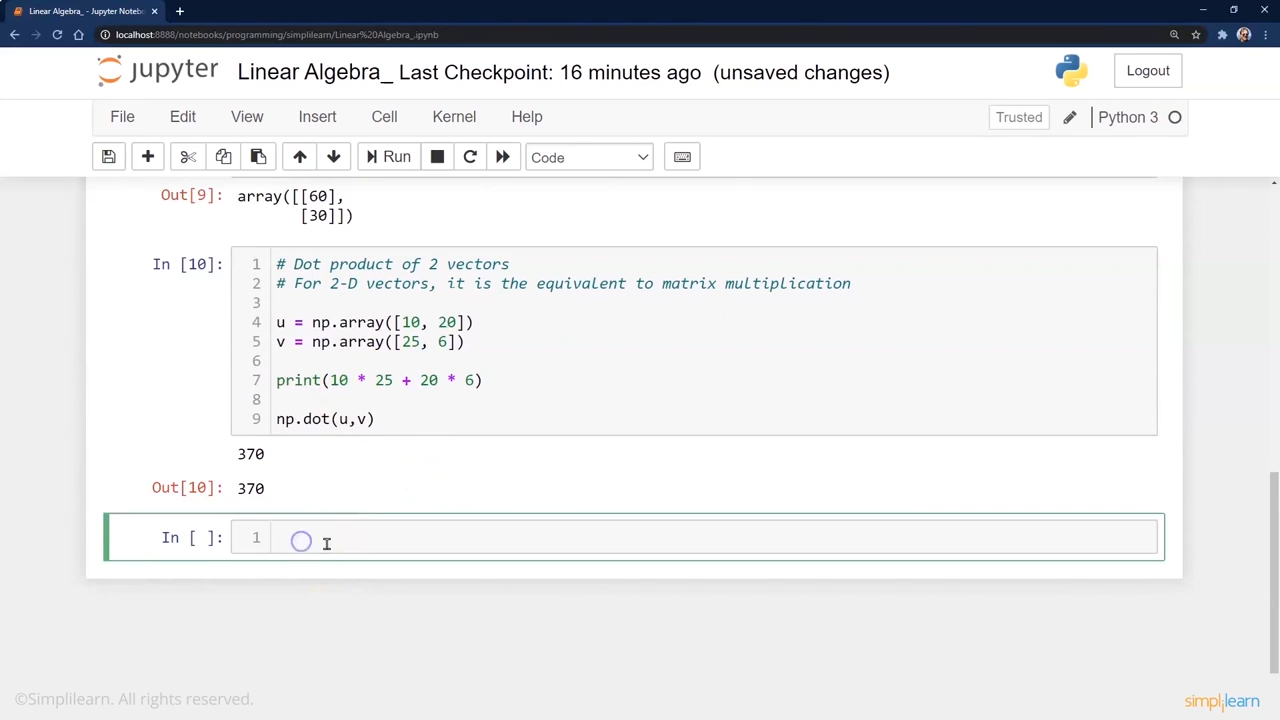 Linear Algebra_ - Jupyter Noteb
localhost:8888/notebooks/programming/simplilearn/Linear%20Algebra_.ipynb
jupyter Linear Algebra_ Last Checkpoint: 16 minutes ago (unsaved changes) Logout
File Edit View Insert Cell Kernel Help Trusted Python 3
Run Code
Out[9]: array([[60],
[30]])
In [10]: 1 # Dot product of 2 vectors
2 # For 2-D vectors, it is the equivalent to matrix multiplication
3
4 u = np.array([10, 20])
5 v = np.array([25, 6])
6
7 print(10 * 25 + 20 * 6)
8
9 np.dot(u,v)
370
Out[10]: 370
In [ ]: 1
©Simplilearn. All rights reserved.
simplilearn